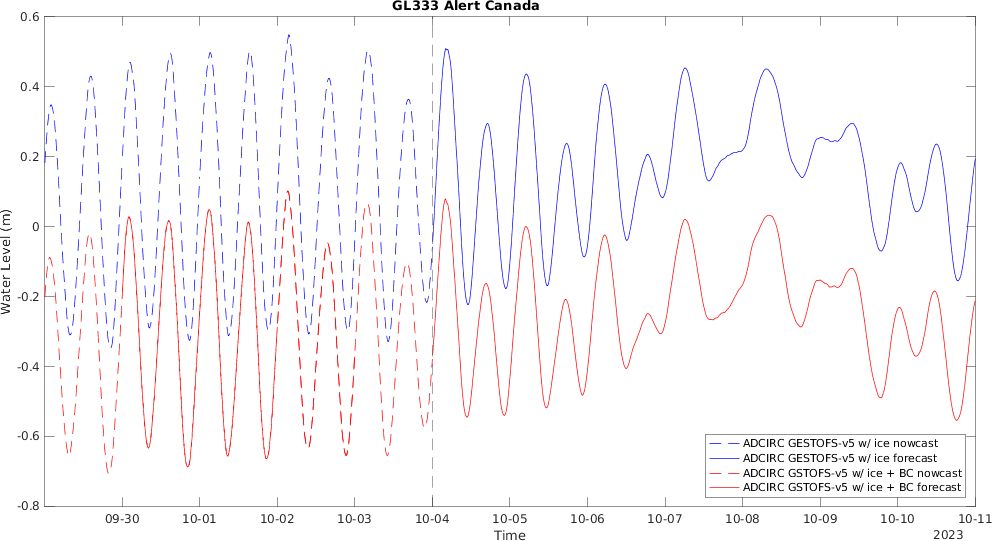 GL333 Alert Canada
0.6
0.4
0.2
0
-0.2
-0.4
-0.6
-0.8
Water Level (m)
ADCIRC GESTOFS-v5 w/ ice nowcast
ADCIRC GESTOFS-v5 w/ ice forecast
ADCIRC GSTOFS-v5 w/ ice + BC nowcast
ADCIRC GSTOFS-v5 w/ ice + BC forecast
09-30 10-01 10-02 10-03 10-04 10-05 10-06 10-07 10-08 10-09 10-10 10-11
Time
2023